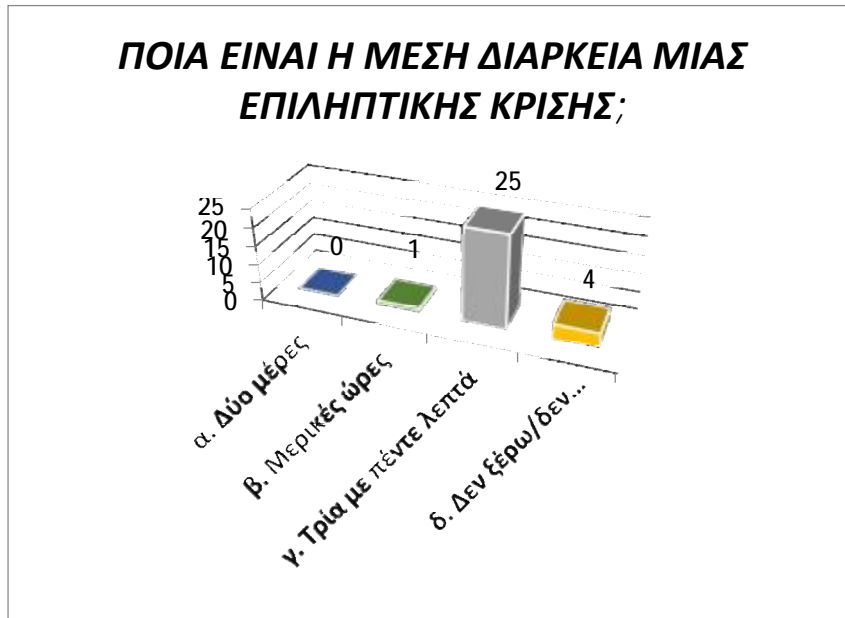 ΠΟΙΑ ΕΙΝΑΙ Η ΜΕΣΗ ΔΙΑΡΚΕΙΑ ΜΙΑΣ
ΕΠΙΛΗΠΤΙΚΗΣ ΚΡΙΣΗΣ;
25
20
15
10
5
0
0
1
25
4
α. Δύο μέρες
β. Μερικές ώρες
γ. Τρία με πέντε λεπτά
δ. Δεν ξέρω/δεν...